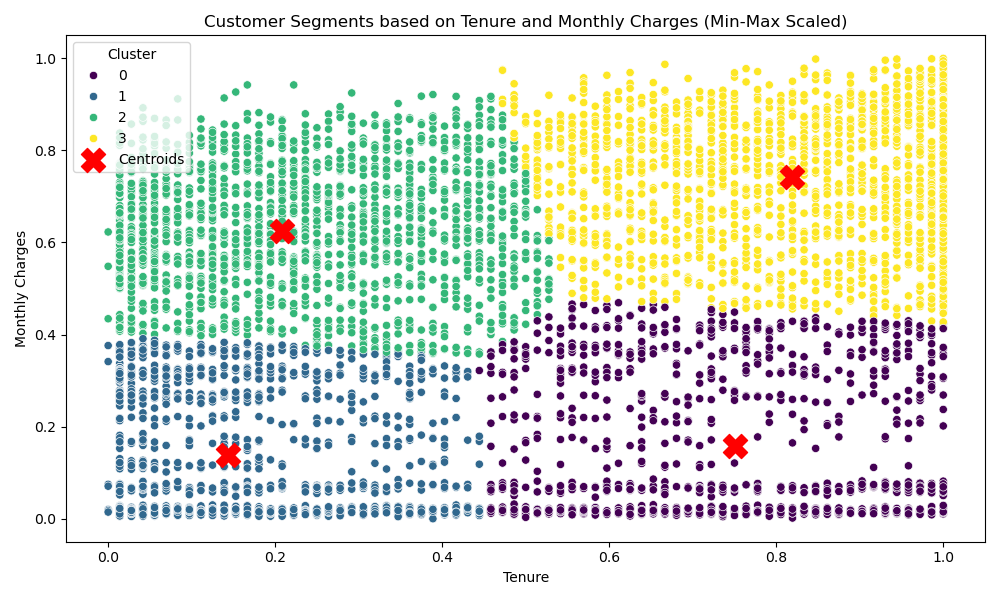 Customer Segments based on Tenure and Monthly Charges (Min-Max Scaled)
Cluster
0
1
2
3
Centroids
Monthly Charges
1.0
0.8
0.6
0.4
0.2
0.0
0.0 0.2 0.4 0.6 0.8 1.0
Tenure